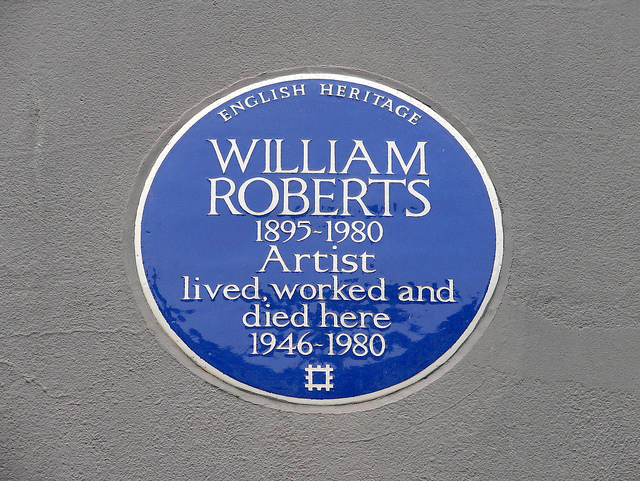 ENGLISH HERITAGE
WILLIAM
ROBERTS
1895-1980
Artist
lived, worked and
died here
1946-1980